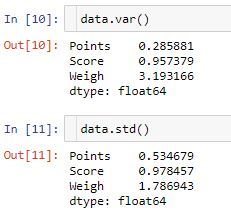 In [10]: data.var()
Out[10]: Points 0.285881
Score 0.957379
Weigh 3.193166
dtype: float64
In [11]: data.std()
Out[11]: Points 0.534679
Score 0.978457
Weigh 1.786943
dtype: float64